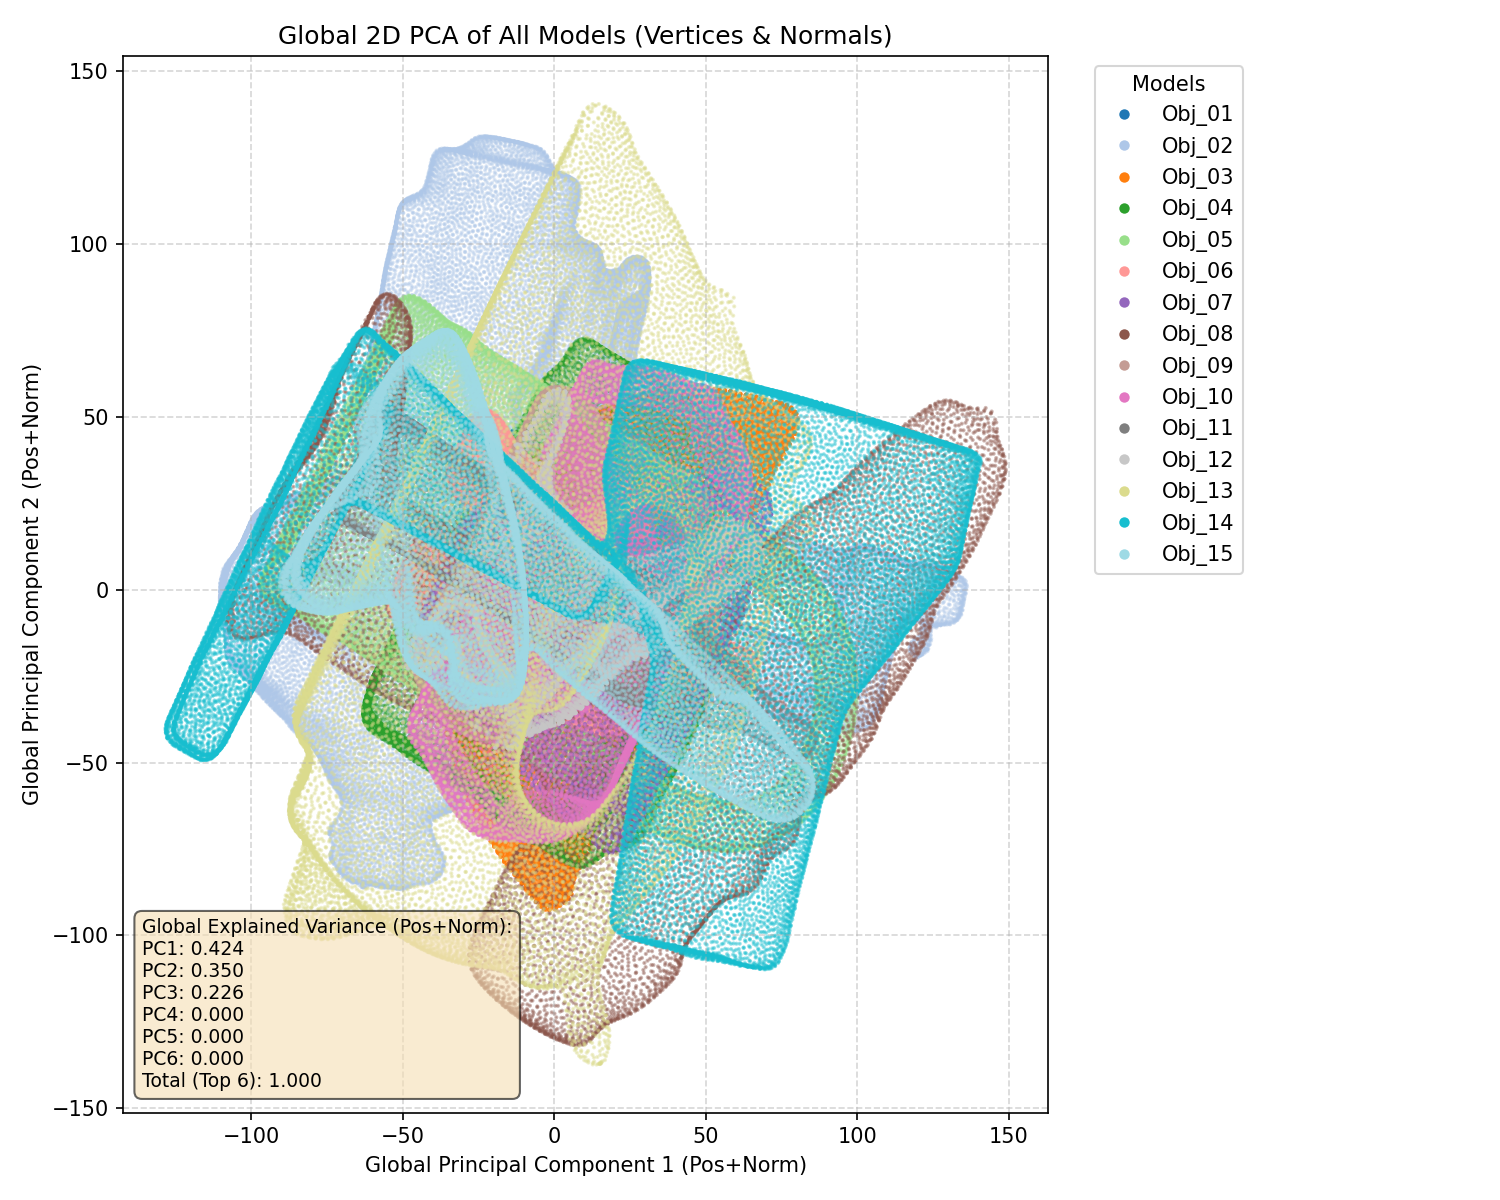 Global 2D PCA of All Models (Vertices & Normals)
Global Principal Component 2 (Pos+Norm)
150
100
50
0
−50
−100
−150
−100
−50
0
50
100
150
Global Principal Component 1 (Pos+Norm)
Global Explained Variance (Pos+Norm):
PC1: 0.424
PC2: 0.350
PC3: 0.226
PC4: 0.000
PC5: 0.000
PC6: 0.000
Total (Top 6): 1.000
Models
Obj_01
Obj_02
Obj_03
Obj_04
Obj_05
Obj_06
Obj_07
Obj_08
Obj_09
Obj_10
Obj_11
Obj_12
Obj_13
Obj_14
Obj_15